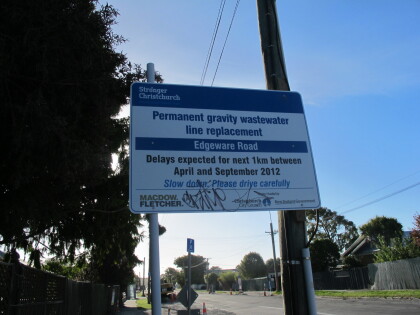 Stronger
Christchurch
Permanent gravity wastewater
line replacement
Edgeware Road
Delays expected for next 1km between
April and September 2012
Slow down. Please drive carefully
MACDOW.
FLETCHER.